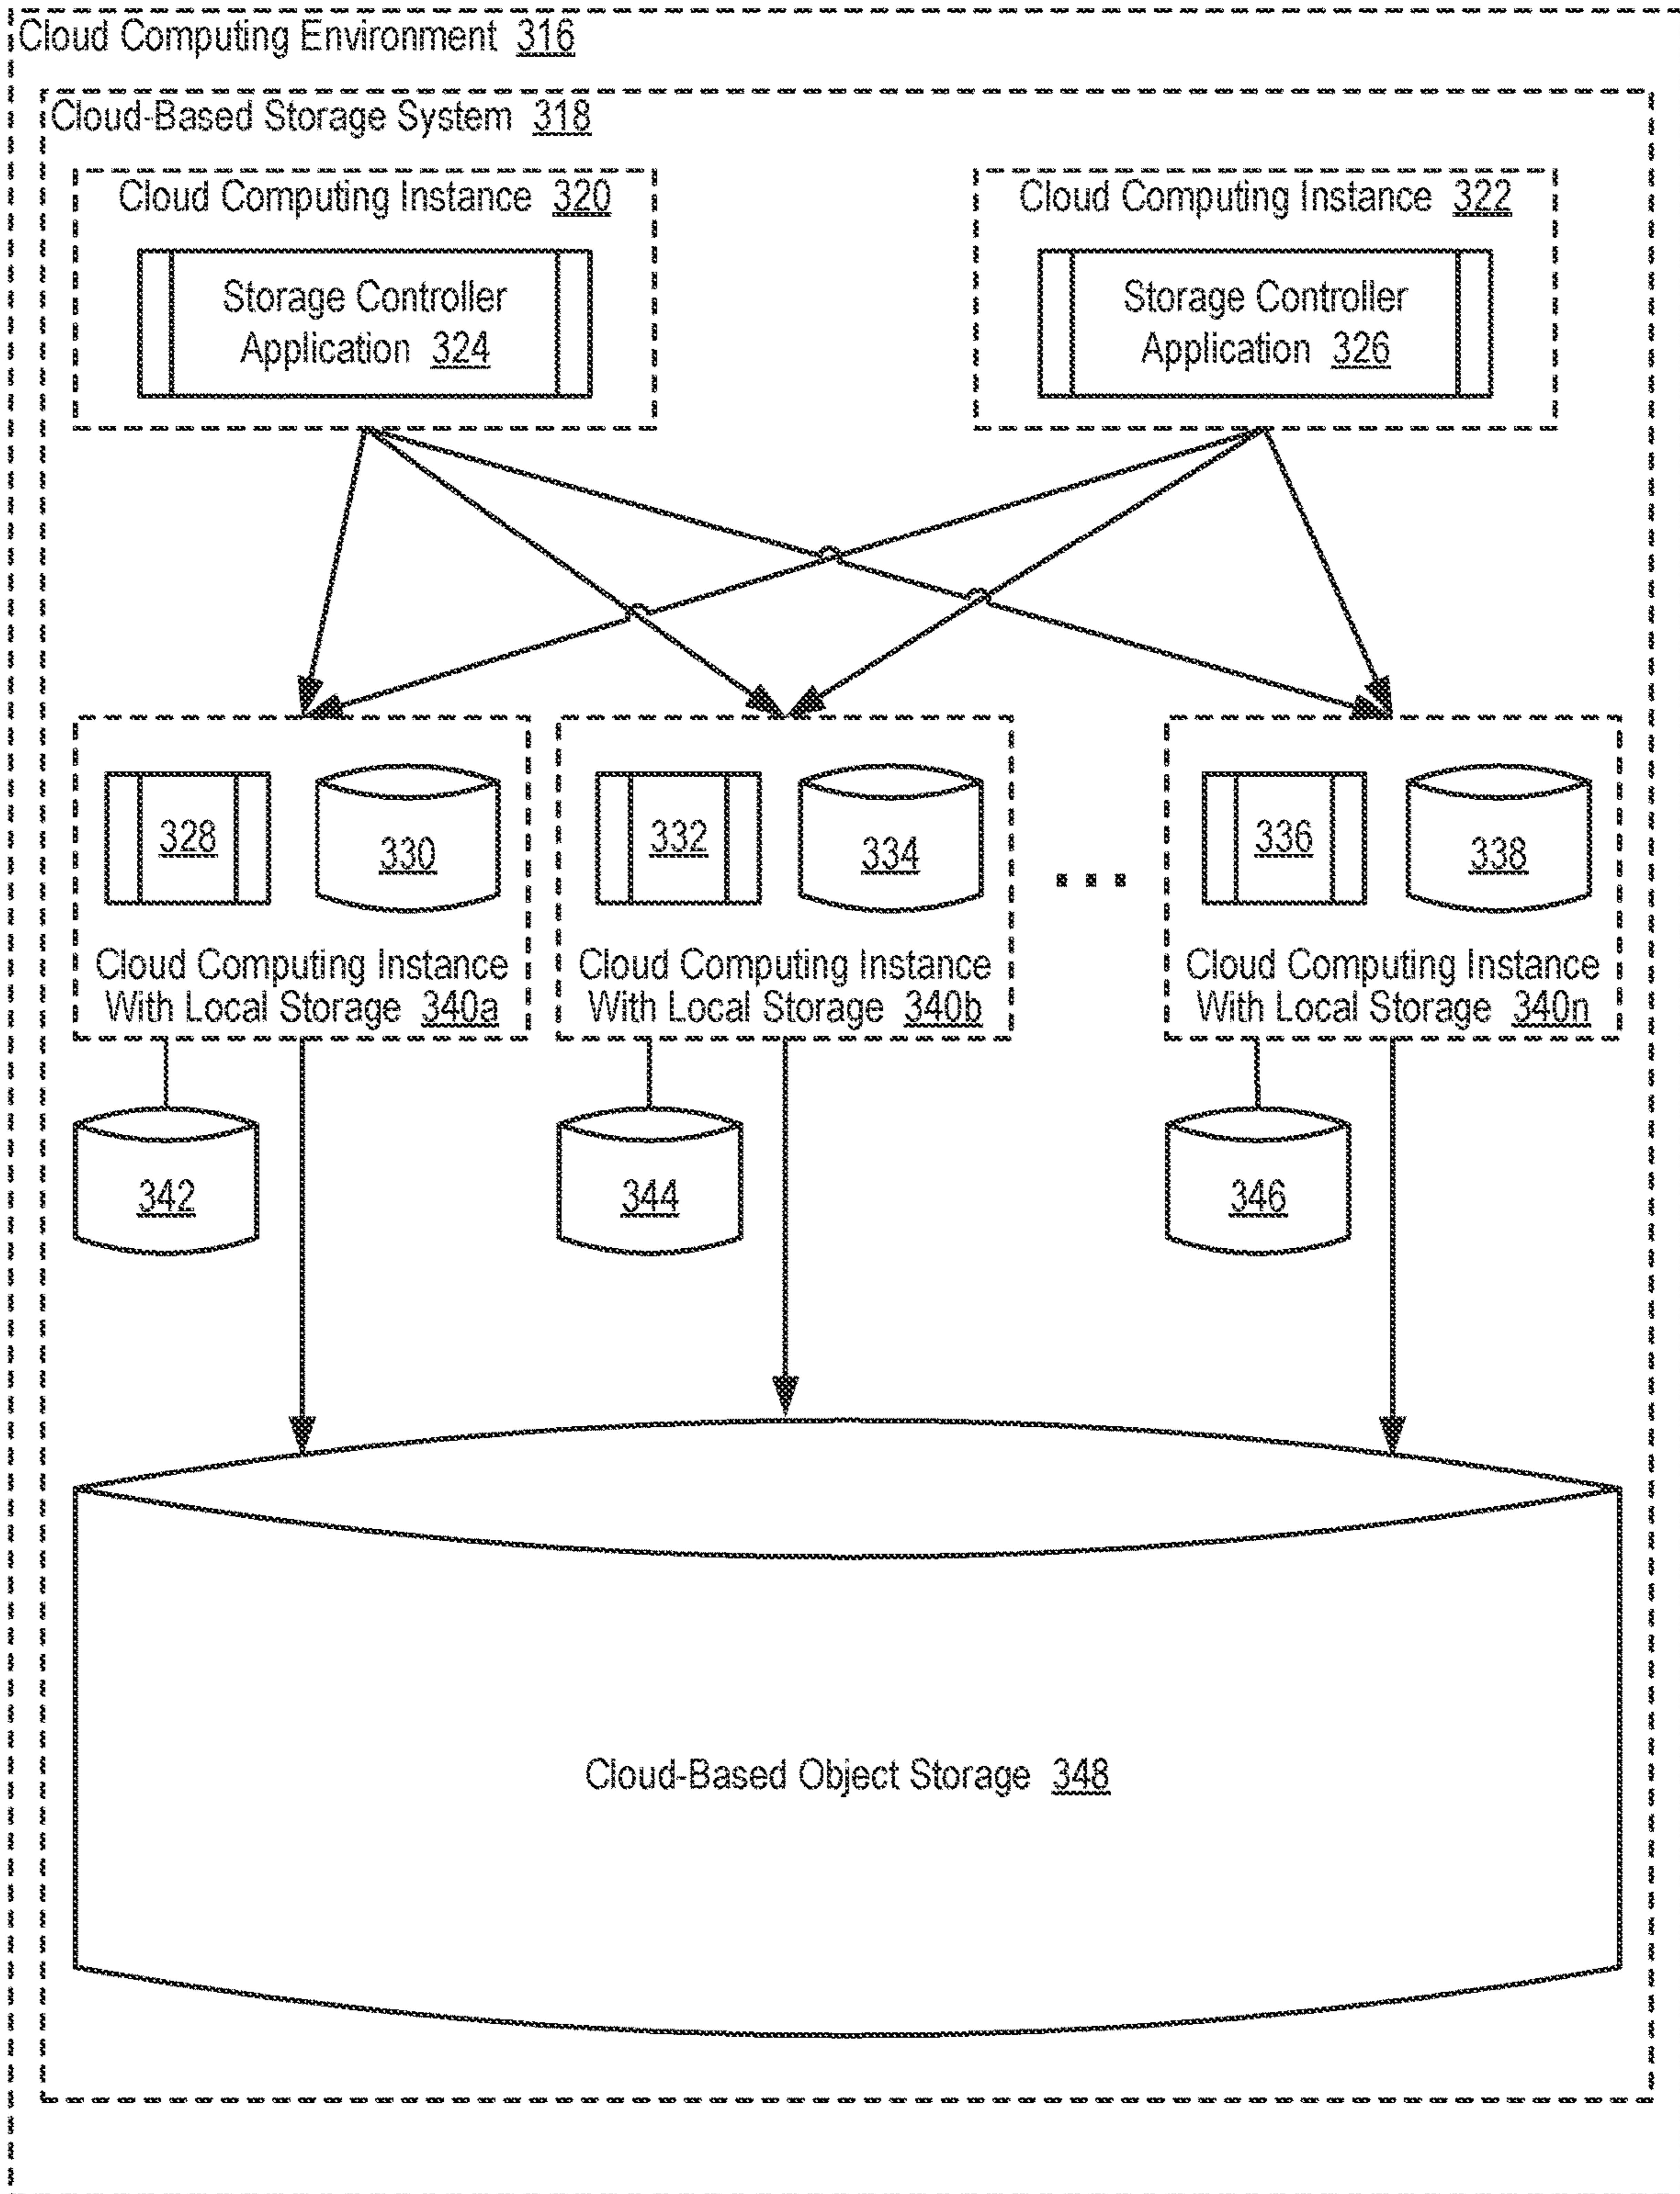 Cloud Computing Environment 316
Cloud-Based Storage System 318
Cloud Computing Instance 320
Storage Controller
Application 324
Cloud Computing Instance 322
Storage Controller
Application 326
328
330
Cloud Computing Instance
With Local Storage 340a
332
334
Cloud Computing Instance
With Local Storage 340b
...
336
338
Cloud Computing Instance
With Local Storage 340n
342
344
346
Cloud-Based Object Storage 348